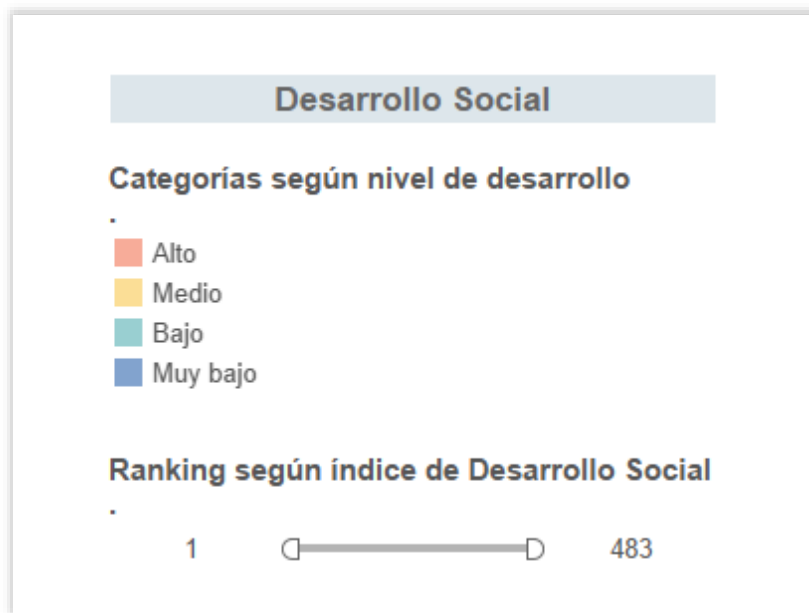 Desarrollo Social
Categorías según nivel de desarrollo
.
Alto
Medio
Bajo
Muy bajo
Ranking según índice de Desarrollo Social
.
1 483